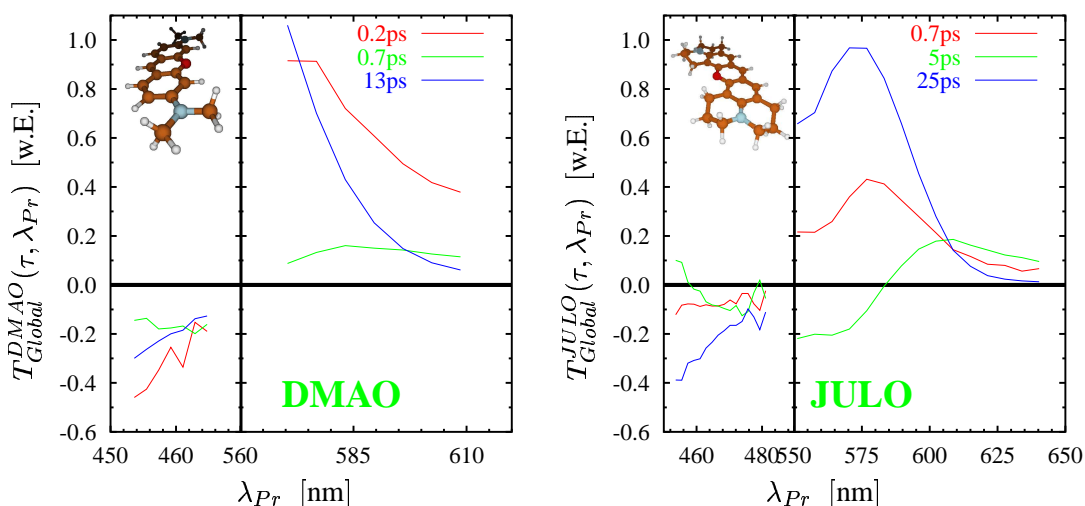 T^{DMAO}_{Global}(τ, λ_{Pr}) [w.E.]
1.0
0.8
0.6
0.4
0.2
0.0
-0.2
-0.4
-0.6
0.2ps
0.7ps
13ps
DMAO
450 460 560 585 610
λ_{Pr} [nm]
T^{JULO}_{Global}(τ, λ_{Pr}) [w.E.]
1.0
0.8
0.6
0.4
0.2
0.0
-0.2
-0.4
-0.6
0.7ps
5ps
25ps
JULO
460 480 550 575 600 625 650
λ_{Pr} [nm]